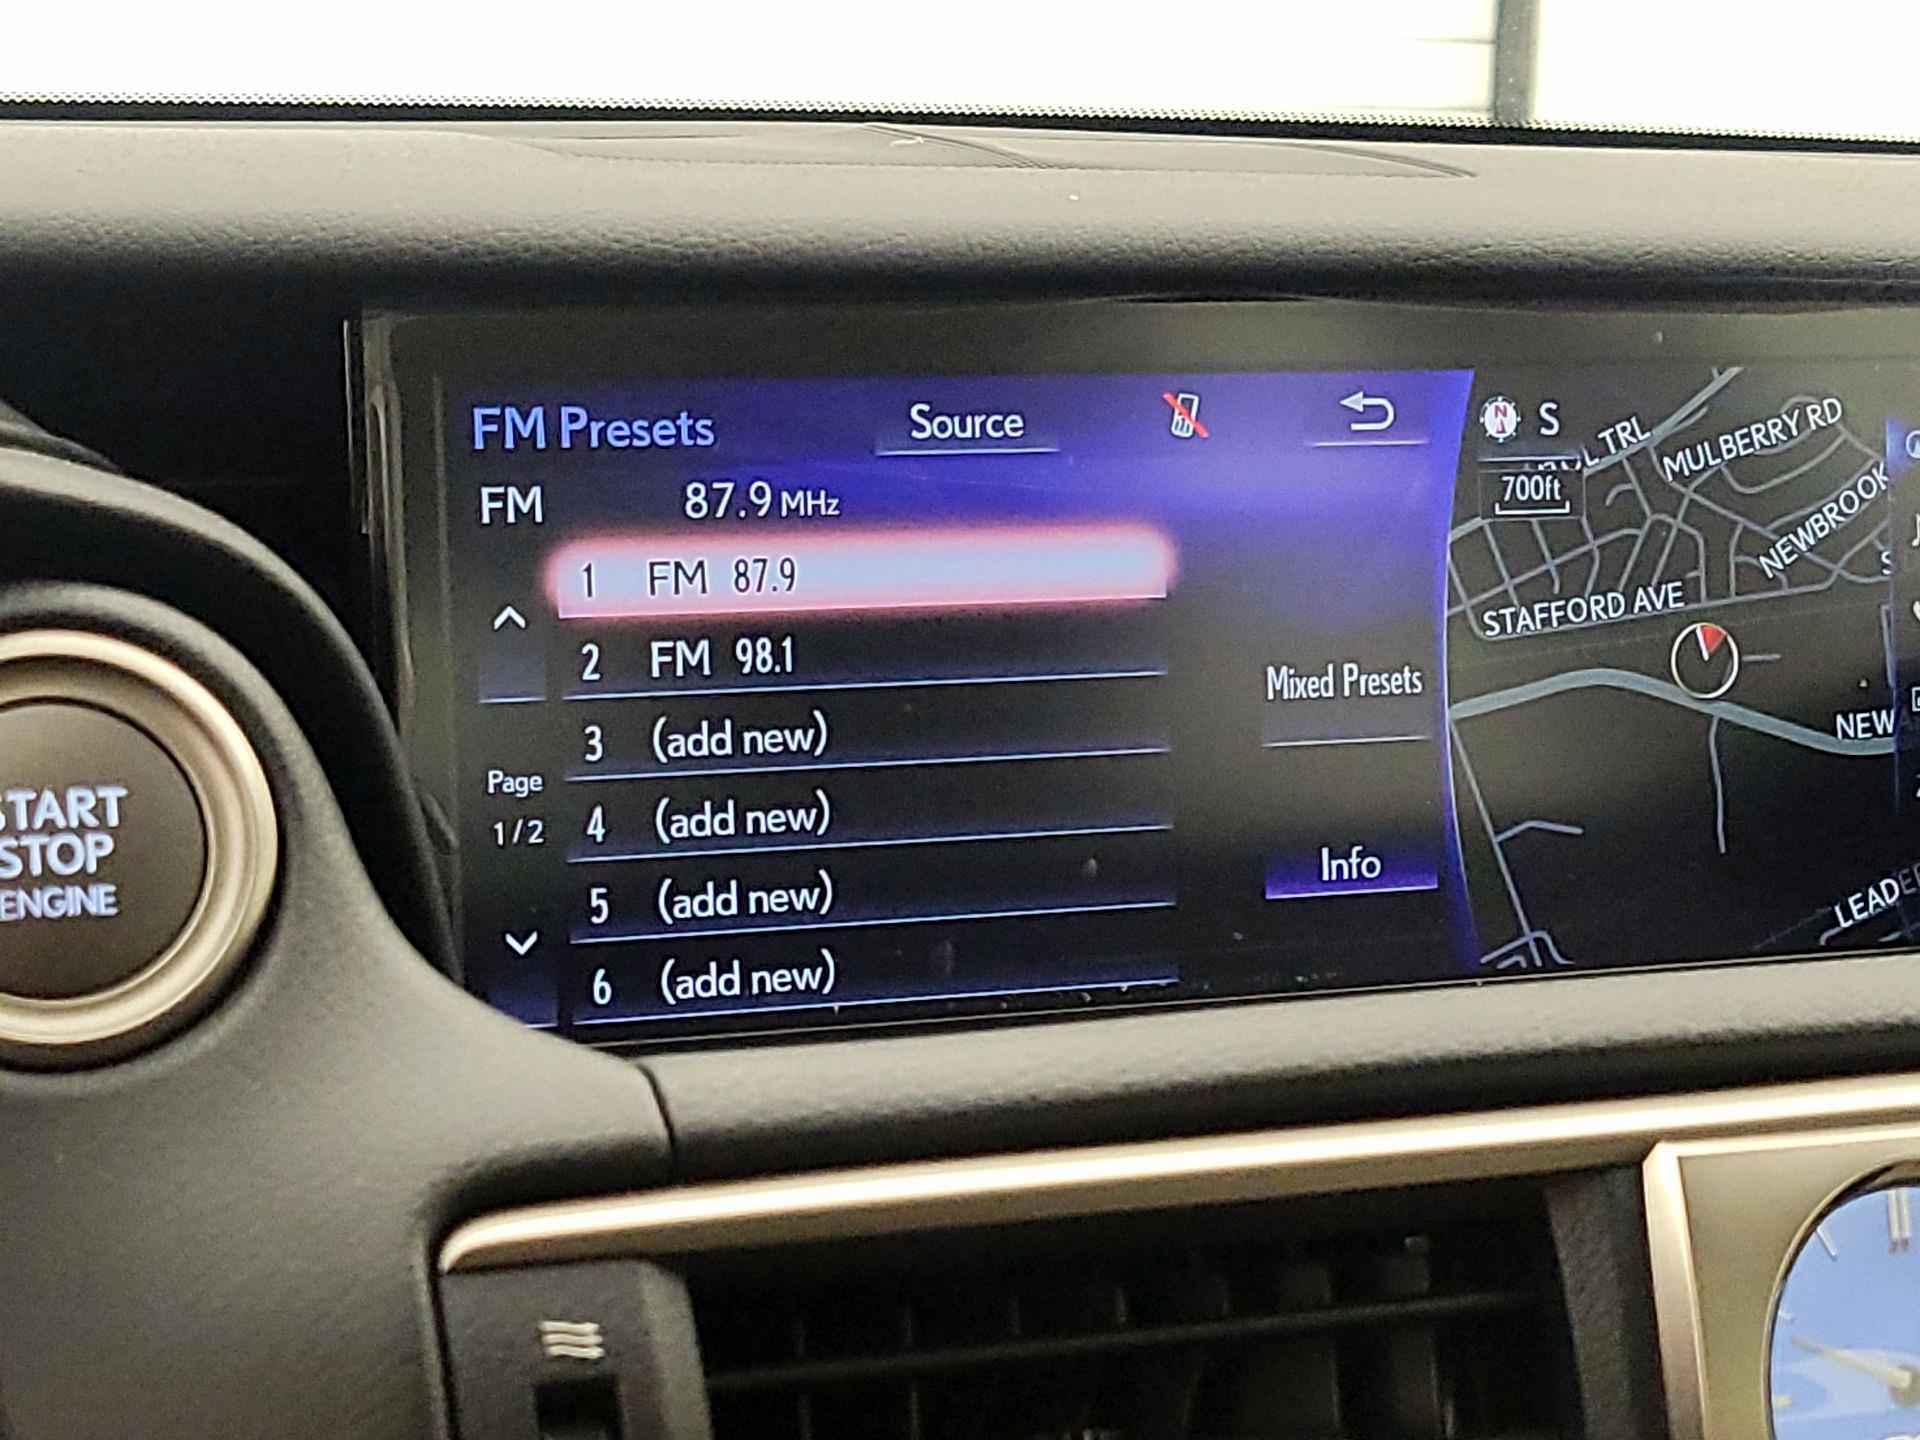 FM Presets
Source
FM 87.9 MHz
1 FM 87.9
2 FM 98.1
3 (add new)
4 (add new)
5 (add new)
6 (add new)
Page
1/2
Mixed Presets
Info
N S
700ft
TRL
MULBERRY RD
NEWBROOK
STAFFORD AVE
NEW
LEADE
START
STOP
ENGINE